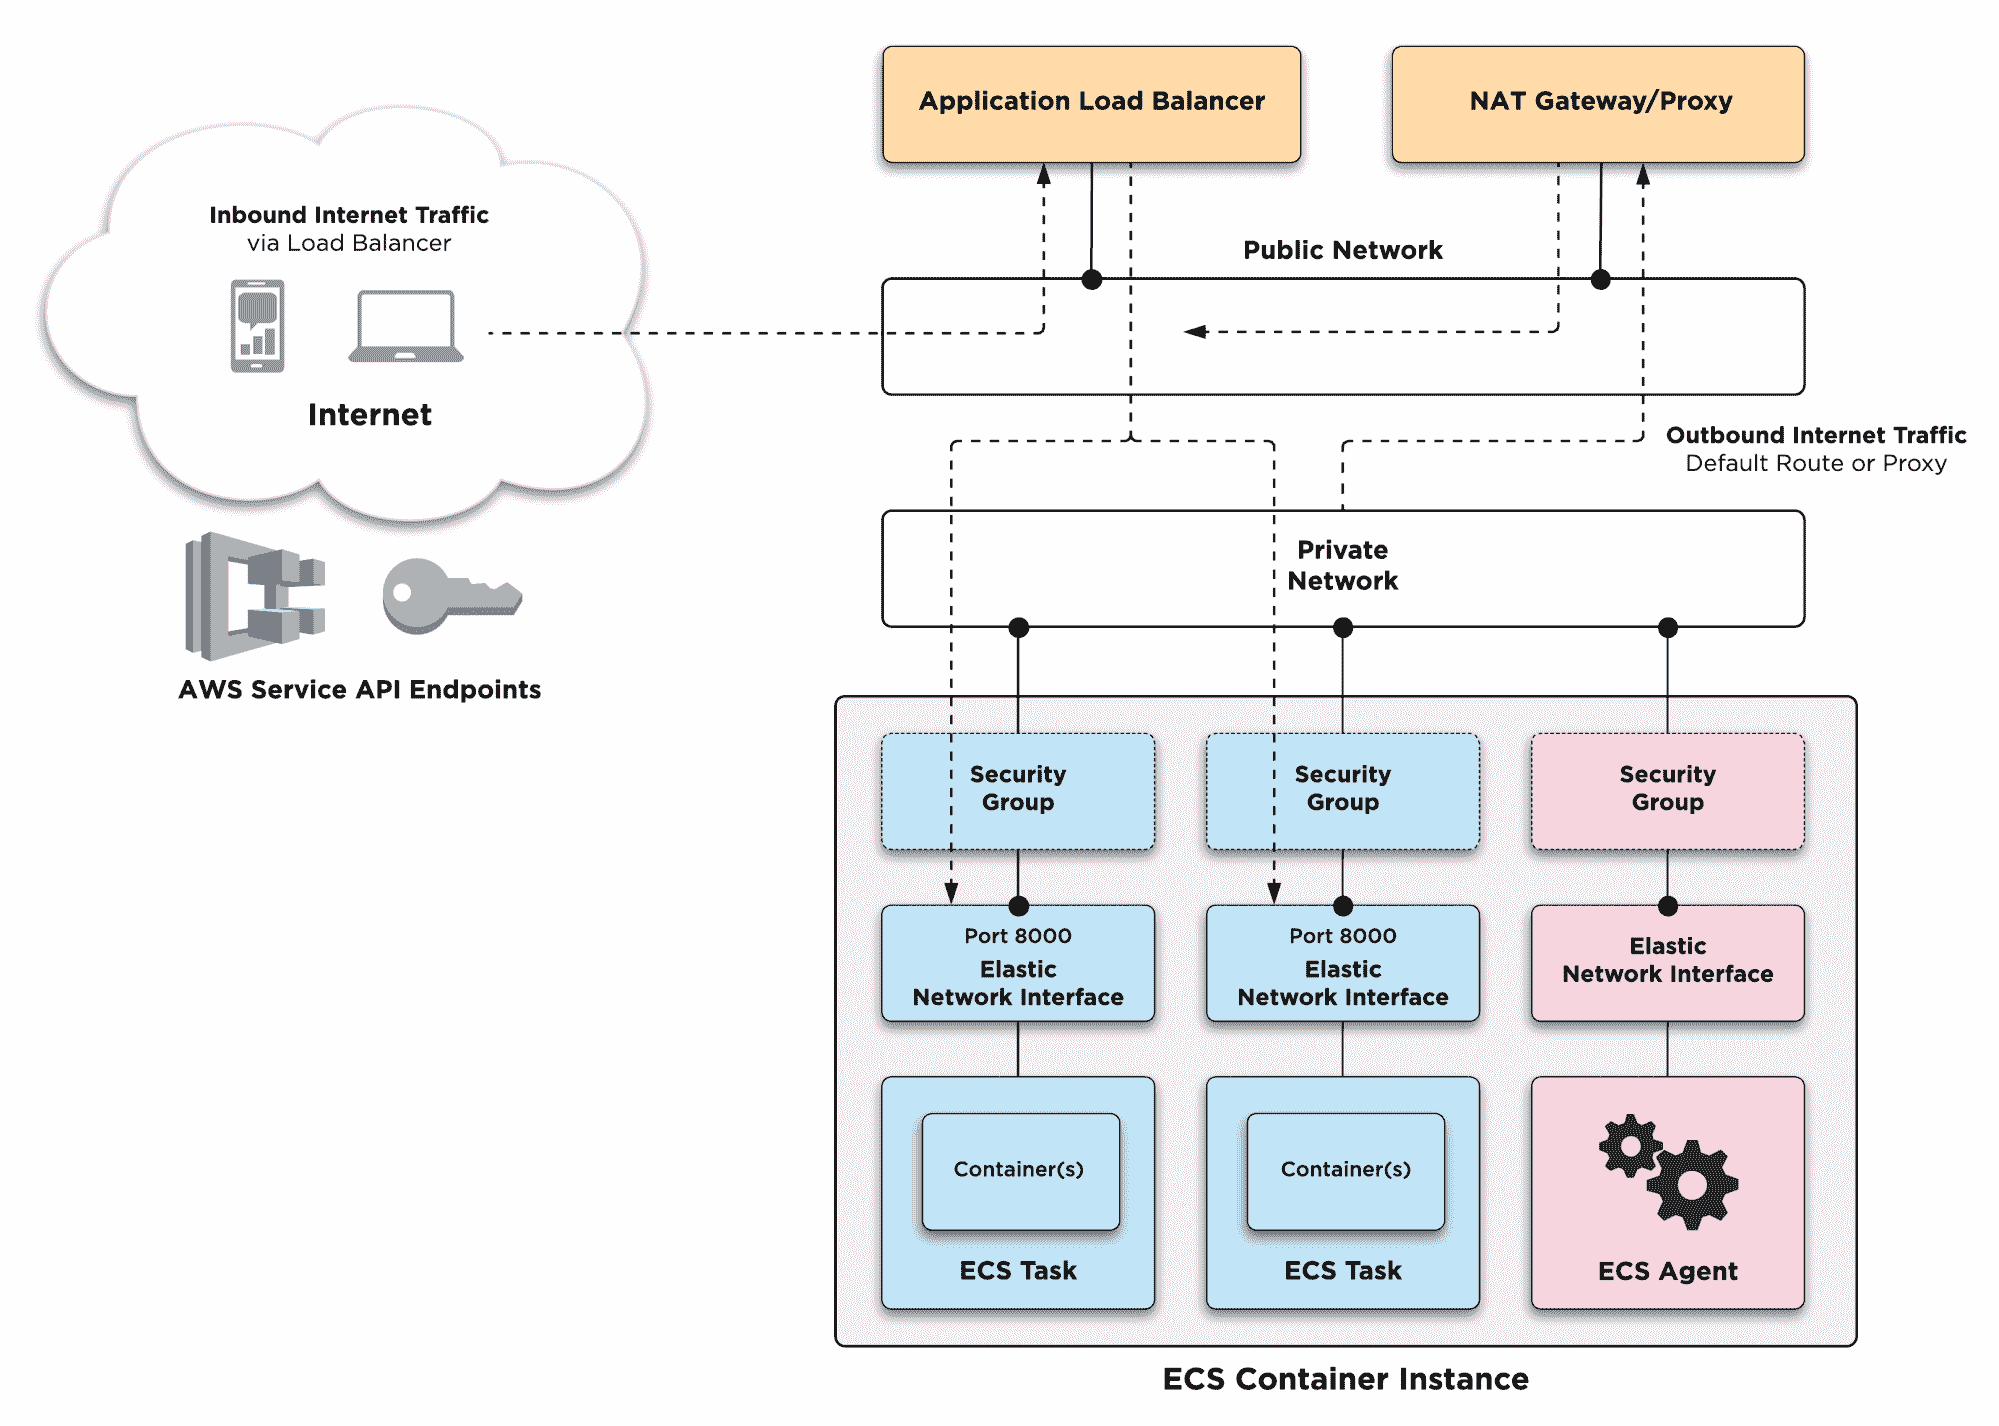 Application Load Balancer
NAT Gateway/Proxy
Inbound Internet Traffic
via Load Balancer
Internet
Public Network
Outbound Internet Traffic
Default Route or Proxy
Private
Network
AWS Service API Endpoints
Security
Group
Security
Group
Security
Group
Port 8000
Elastic
Network Interface
Port 8000
Elastic
Network Interface
Elastic
Network Interface
Container(s)
ECS Task
Container(s)
ECS Task
ECS Agent
ECS Container Instance